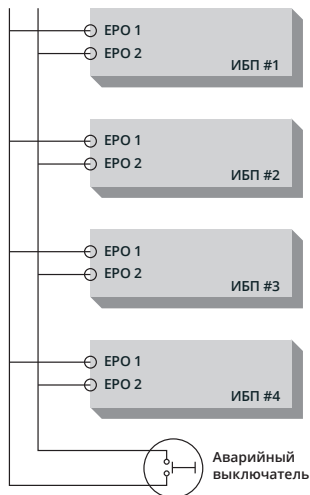 EPO 1
EPO 2
ИБП #1
EPO 1
EPO 2
ИБП #2
EPO 1
EPO 2
ИБП #3
EPO 1
EPO 2
ИБП #4
Аварийный
выключатель